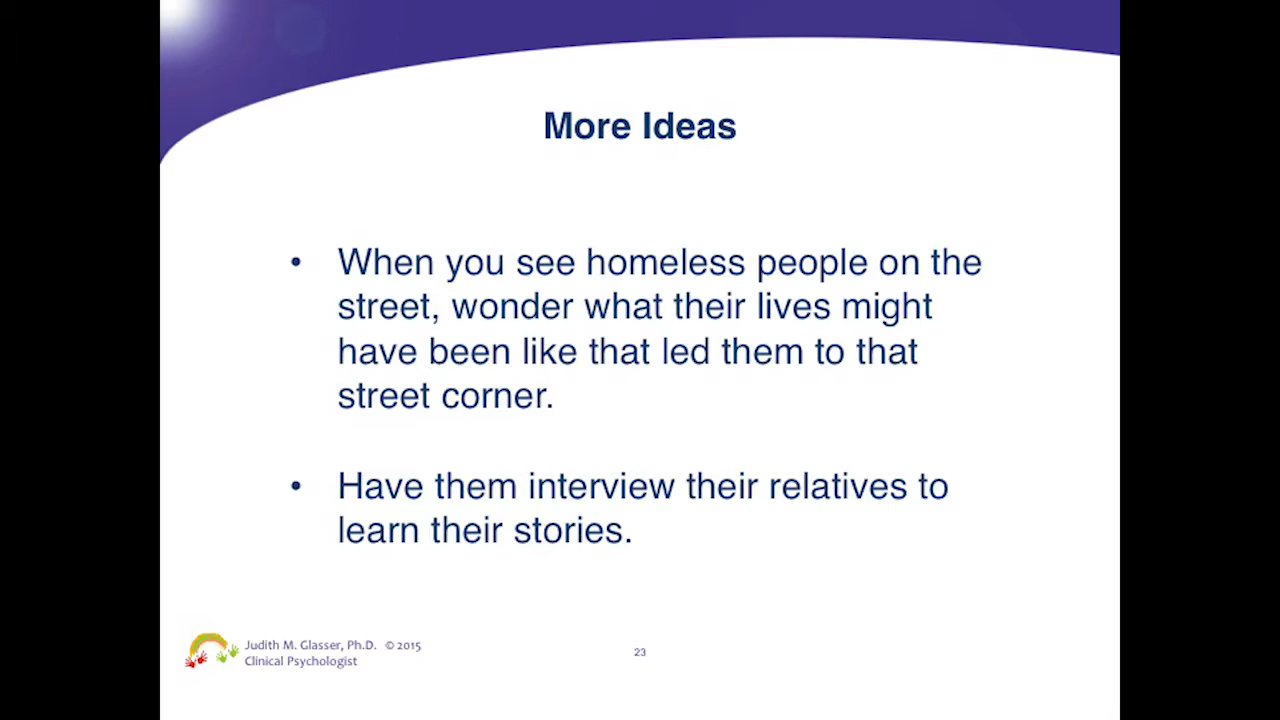 More Ideas
• When you see homeless people on the
street, wonder what their lives might
have been like that led them to that
street corner.
• Have them interview their relatives to
learn their stories.
Judith M. Glasser, Ph.D. © 2015
Clinical Psychologist
23